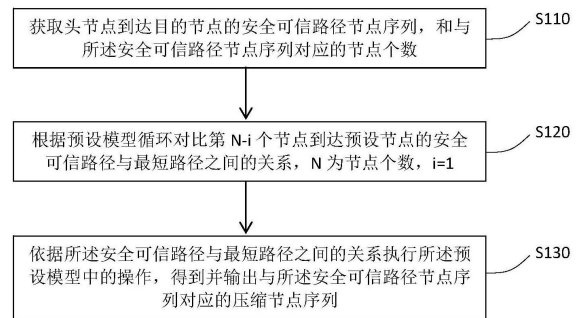 获取头节点到达目的节点的安全可信路径节点序列，和与
所述安全可信路径节点序列对应的节点个数
S110
根据预设模型循环对比第 N-i 个节点到达预设节点的安全
可信路径与最短路径之间的关系，N 为节点个数，i=1
S120
依据所述安全可信路径与最短路径之间的关系执行所述预
设模型中的操作，得到并输出与所述安全可信路径节点序
列对应的压缩节点序列
S130